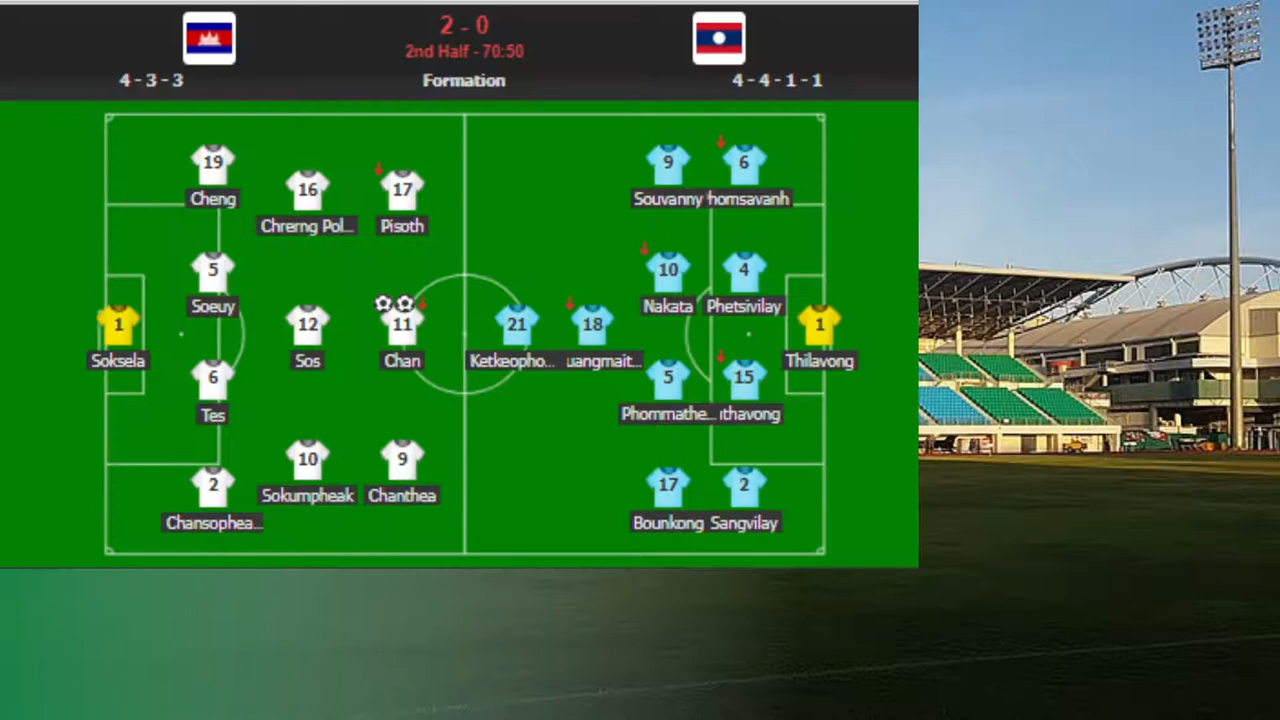 2 - 0
2nd Half - 70:50
4 - 3 - 3
Formation
4 - 4 - 1 - 1
19
Cheng
16
Chrerng Pol...
17
Pisoth
9
Souvanny
6
homsavanh
5
Soeuy
10
Nakata
4
Phetsivilay
1
Soksela
12
Sos
11
Chan
21
Ketkeopho...
18
uangmait...
1
Thilavong
6
Tes
5
Phommathe...
15
thavong
10
Sokumpheak
9
Chanthea
2
Chansophea...
17
Bounkong
2
Sangvilay